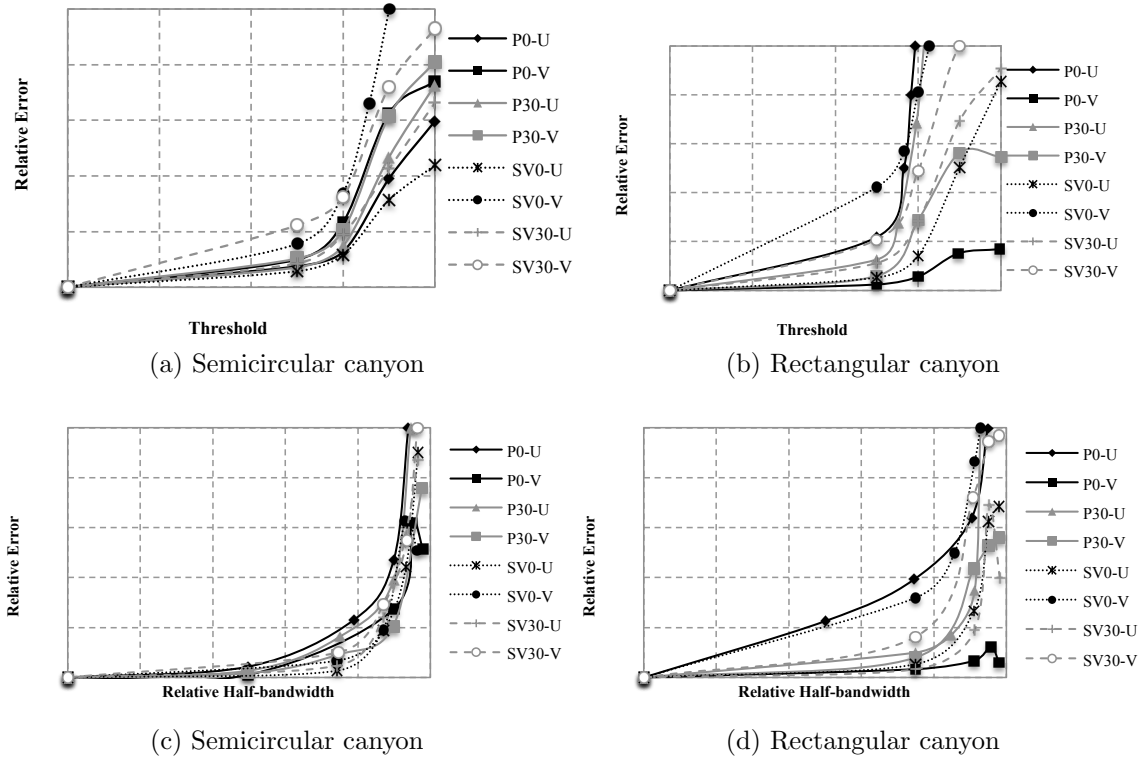 Relative Error
P0-U
P0-V
P30-U
P30-V
SV0-U
SV0-V
SV30-U
SV30-V
Threshold
(a) Semicircular canyon
Relative Error
P0-U
P0-V
P30-U
P30-V
SV0-U
SV0-V
SV30-U
SV30-V
Threshold
(b) Rectangular canyon
Relative Error
P0-U
P0-V
P30-U
P30-V
SV0-U
SV0-V
SV30-U
SV30-V
Relative Half-bandwidth
(c) Semicircular canyon
Relative Error
P0-U
P0-V
P30-U
P30-V
SV0-U
SV0-V
SV30-U
SV30-V
Relative Half-bandwidth
(d) Rectangular canyon